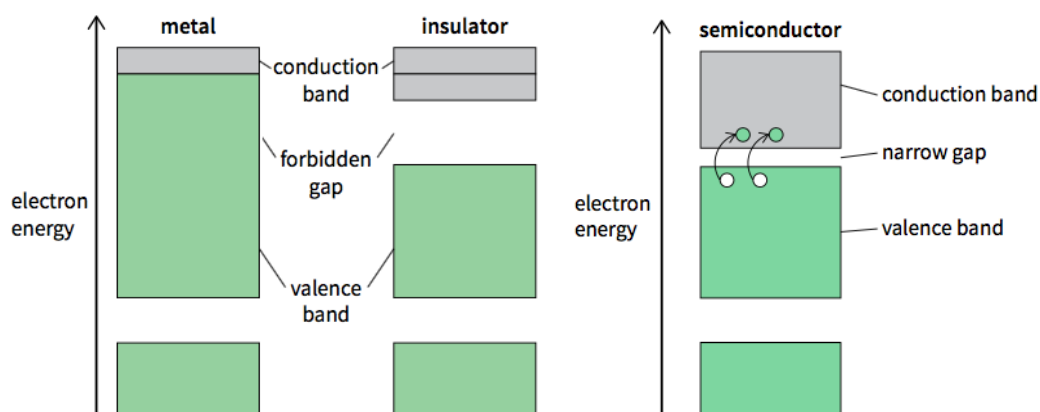 metal
insulator
semiconductor
conduction
band
forbidden
gap
electron
energy
valence
band
conduction band
narrow gap
electron
energy
valence band